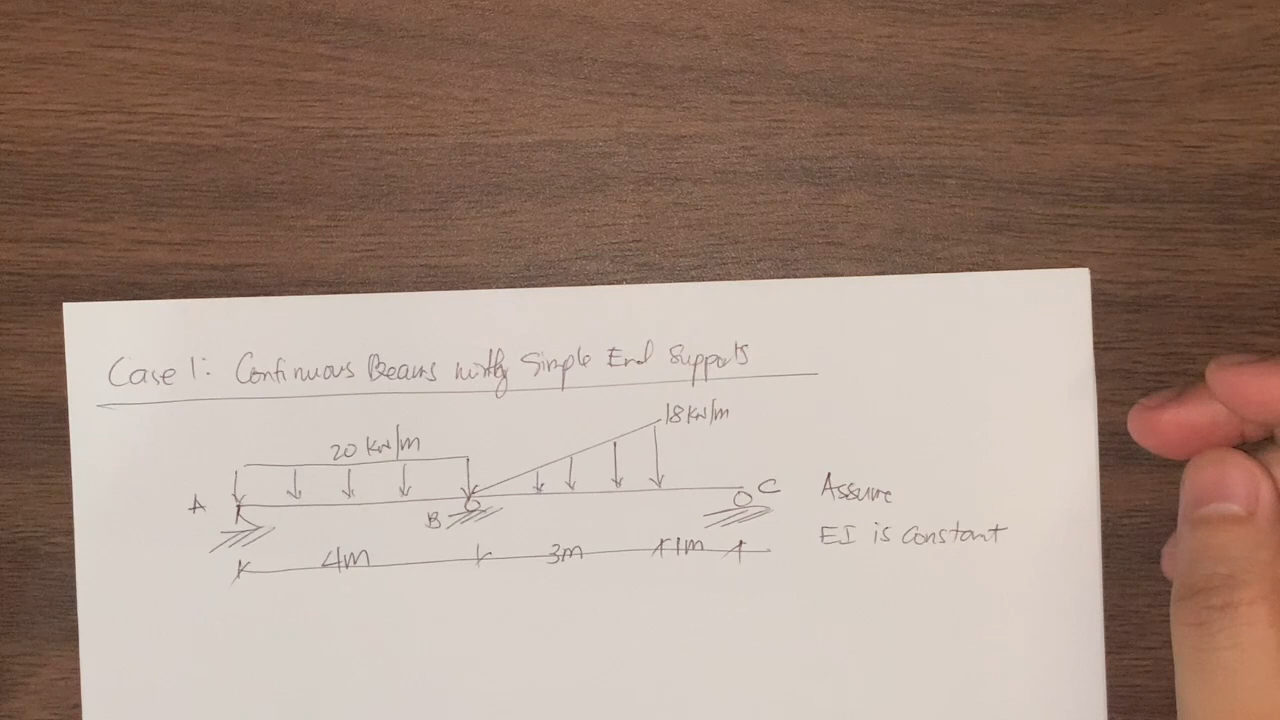 Case 1: Continuous Beams with Simple End Supports
18 kN/m
20 kN/m
A
B
C
Assume
EI is constant
4m
3m
1m